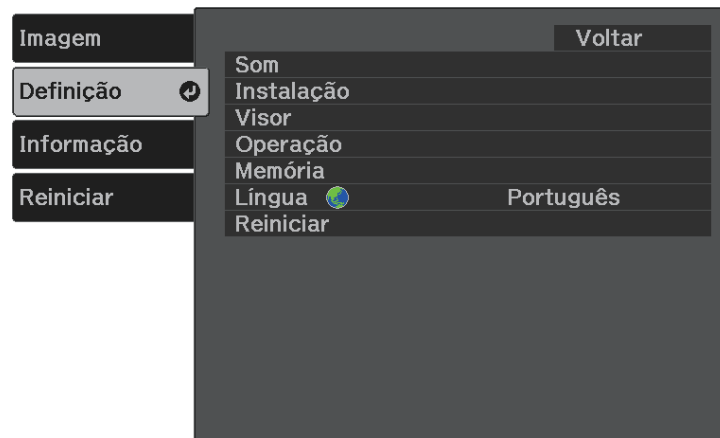 Imagem
Definição
Informação
Reiniciar
Voltar
Som
Instalação
Visor
Operação
Memória
Língua Português
Reiniciar